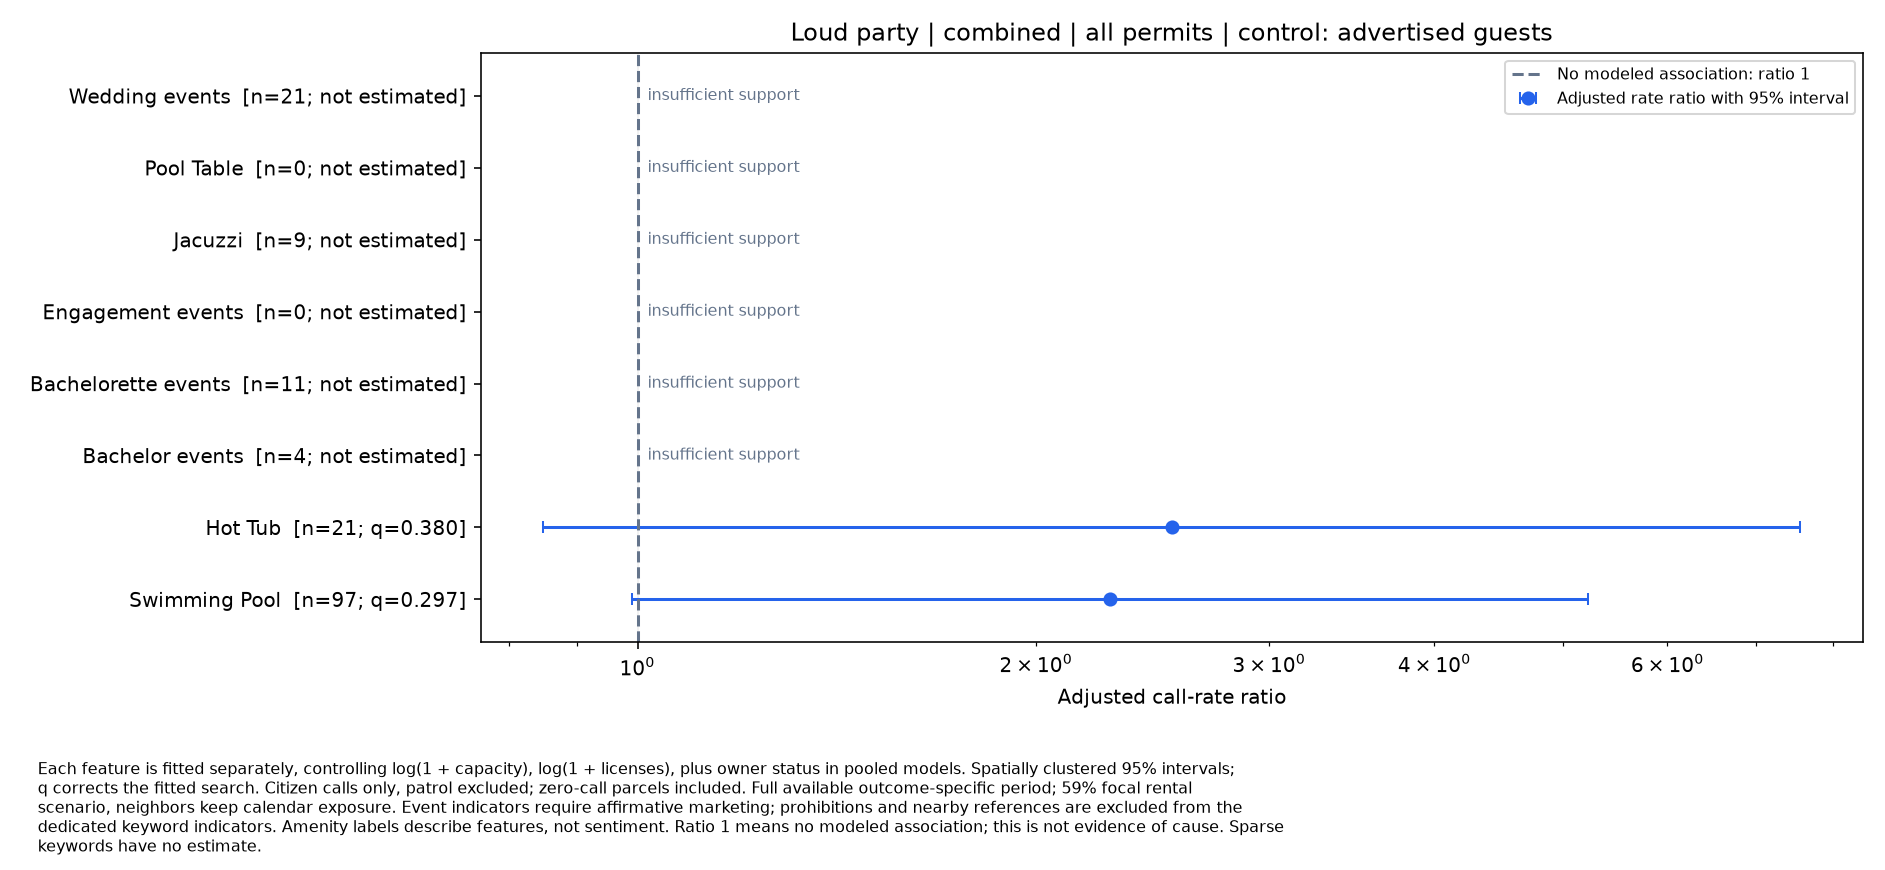 Loud party | combined | all permits | control: advertised guests
No modeled association: ratio 1
Adjusted rate ratio with 95% interval
Wedding events [n=21; not estimated] insufficient support
Pool Table [n=0; not estimated] insufficient support
Jacuzzi [n=9; not estimated] insufficient support
Engagement events [n=0; not estimated] insufficient support
Bachelorette events [n=11; not estimated] insufficient support
Bachelor events [n=4; not estimated] insufficient support
Hot Tub [n=21; q=0.380]
Swimming Pool [n=97; q=0.297]
10⁰ 2 × 10⁰ 3 × 10⁰ 4 × 10⁰ 6 × 10⁰
Adjusted call-rate ratio
Each feature is fitted separately, controlling log(1 + capacity), log(1 + licenses), plus owner status in pooled models. Spatially clustered 95% intervals;
q corrects the fitted search. Citizen calls only, patrol excluded; zero-call parcels included. Full available outcome-specific period; 59% focal rental
scenario, neighbors keep calendar exposure. Event indicators require affirmative marketing; prohibitions and nearby references are excluded from the
dedicated keyword indicators. Amenity labels describe features, not sentiment. Ratio 1 means no modeled association; this is not evidence of cause. Sparse
keywords have no estimate.